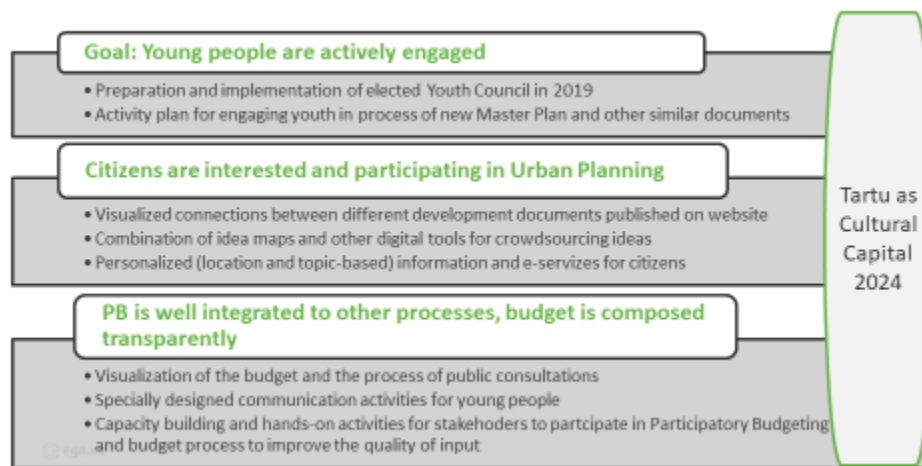 Goal: Young people are actively engaged
• Preparation and implementation of elected Youth Council in 2019
• Activity plan for engaging youth in process of new Master Plan and other similar documents
Citizens are interested and participating in Urban Planning
• Visualized connections between different development documents published on website
• Combination of idea maps and other digital tools for crowdsourcing ideas
• Personalized (location and topic-based) information and e-servizes for citizens
PB is well integrated to other processes, budget is composed
transparently
• Visualization of the budget and the process of public consultations
• Specially designed communication activities for young people
• Capacity building and hands-on activities for stakehoders to partcipate in Participatory Budgeting
and budget process to improve the quality of input
Tartu as
Cultural
Capital
2024